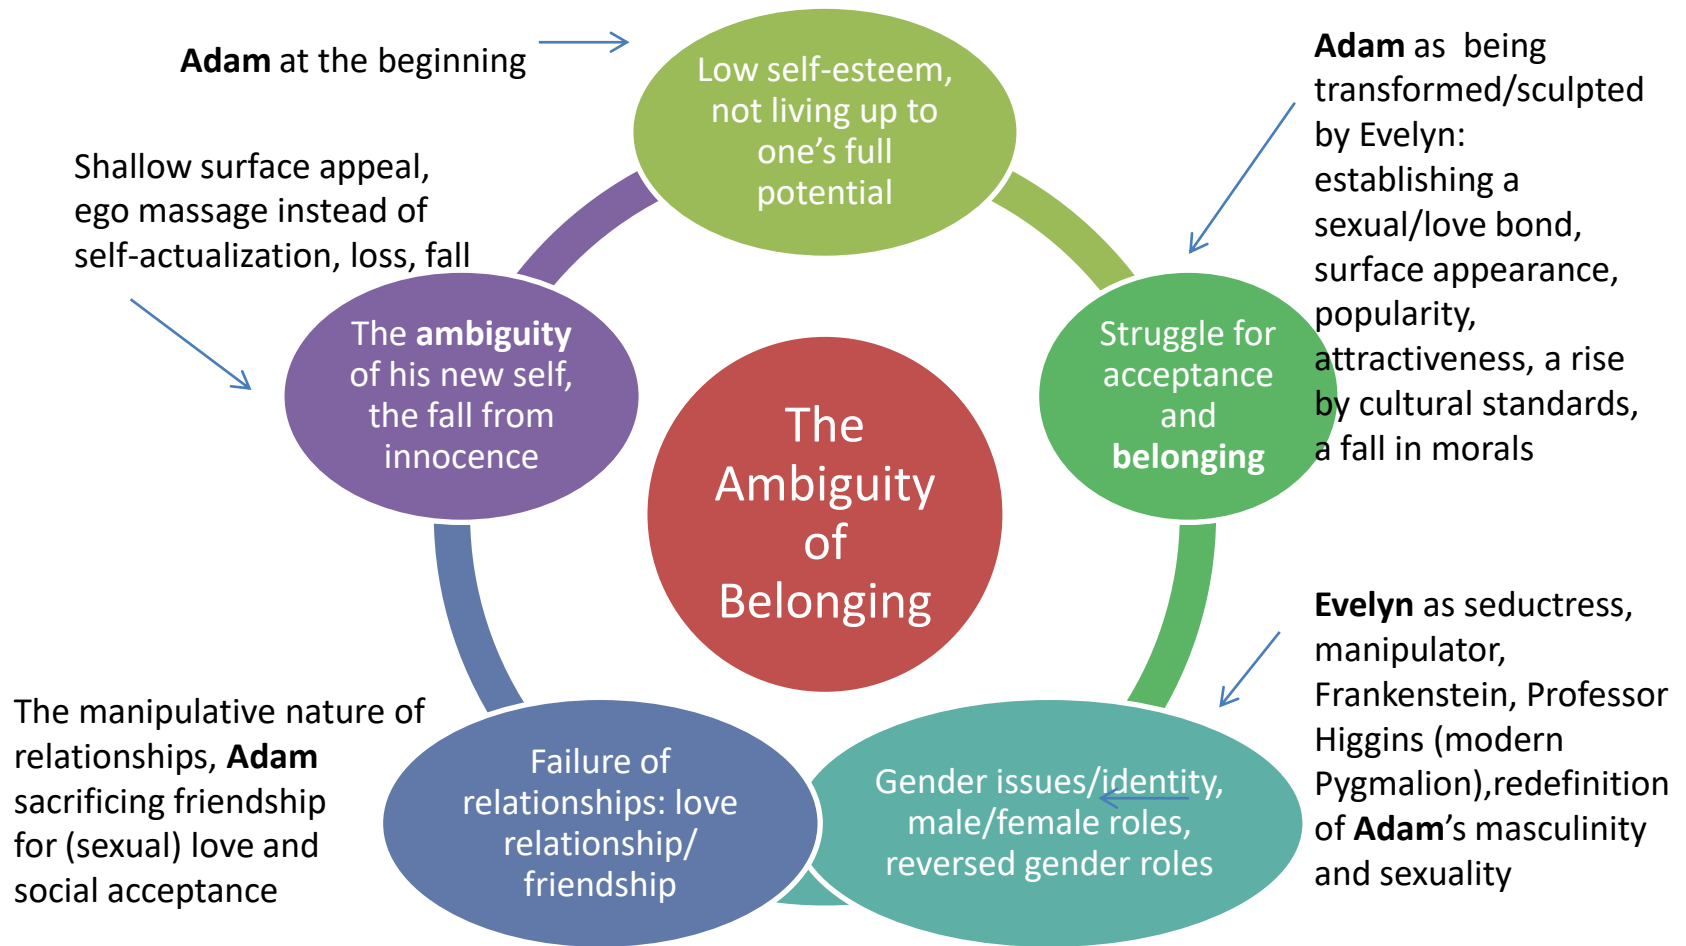 Adam at the beginning
Low self-esteem,
not living up to
one’s full
potential
Adam as being
transformed/sculpted
by Evelyn:
establishing a
sexual/love bond,
surface appearance,
popularity,
attractiveness, a rise
by cultural standards,
a fall in morals
Shallow surface appeal,
ego massage instead of
self-actualization, loss, fall
The ambiguity
of his new self,
the fall from
innocence
The
Ambiguity
of
Belonging
Struggle for
acceptance
and
belonging
Evelyn as seductress,
manipulator,
Frankenstein, Professor
Higgins (modern
Pygmalion),redefinition
of Adam’s masculinity
and sexuality
The manipulative nature of
relationships, Adam
sacrificing friendship
for (sexual) love and
social acceptance
Failure of
relationships: love
relationship/
friendship
Gender issues/identity,
male/female roles,
reversed gender roles